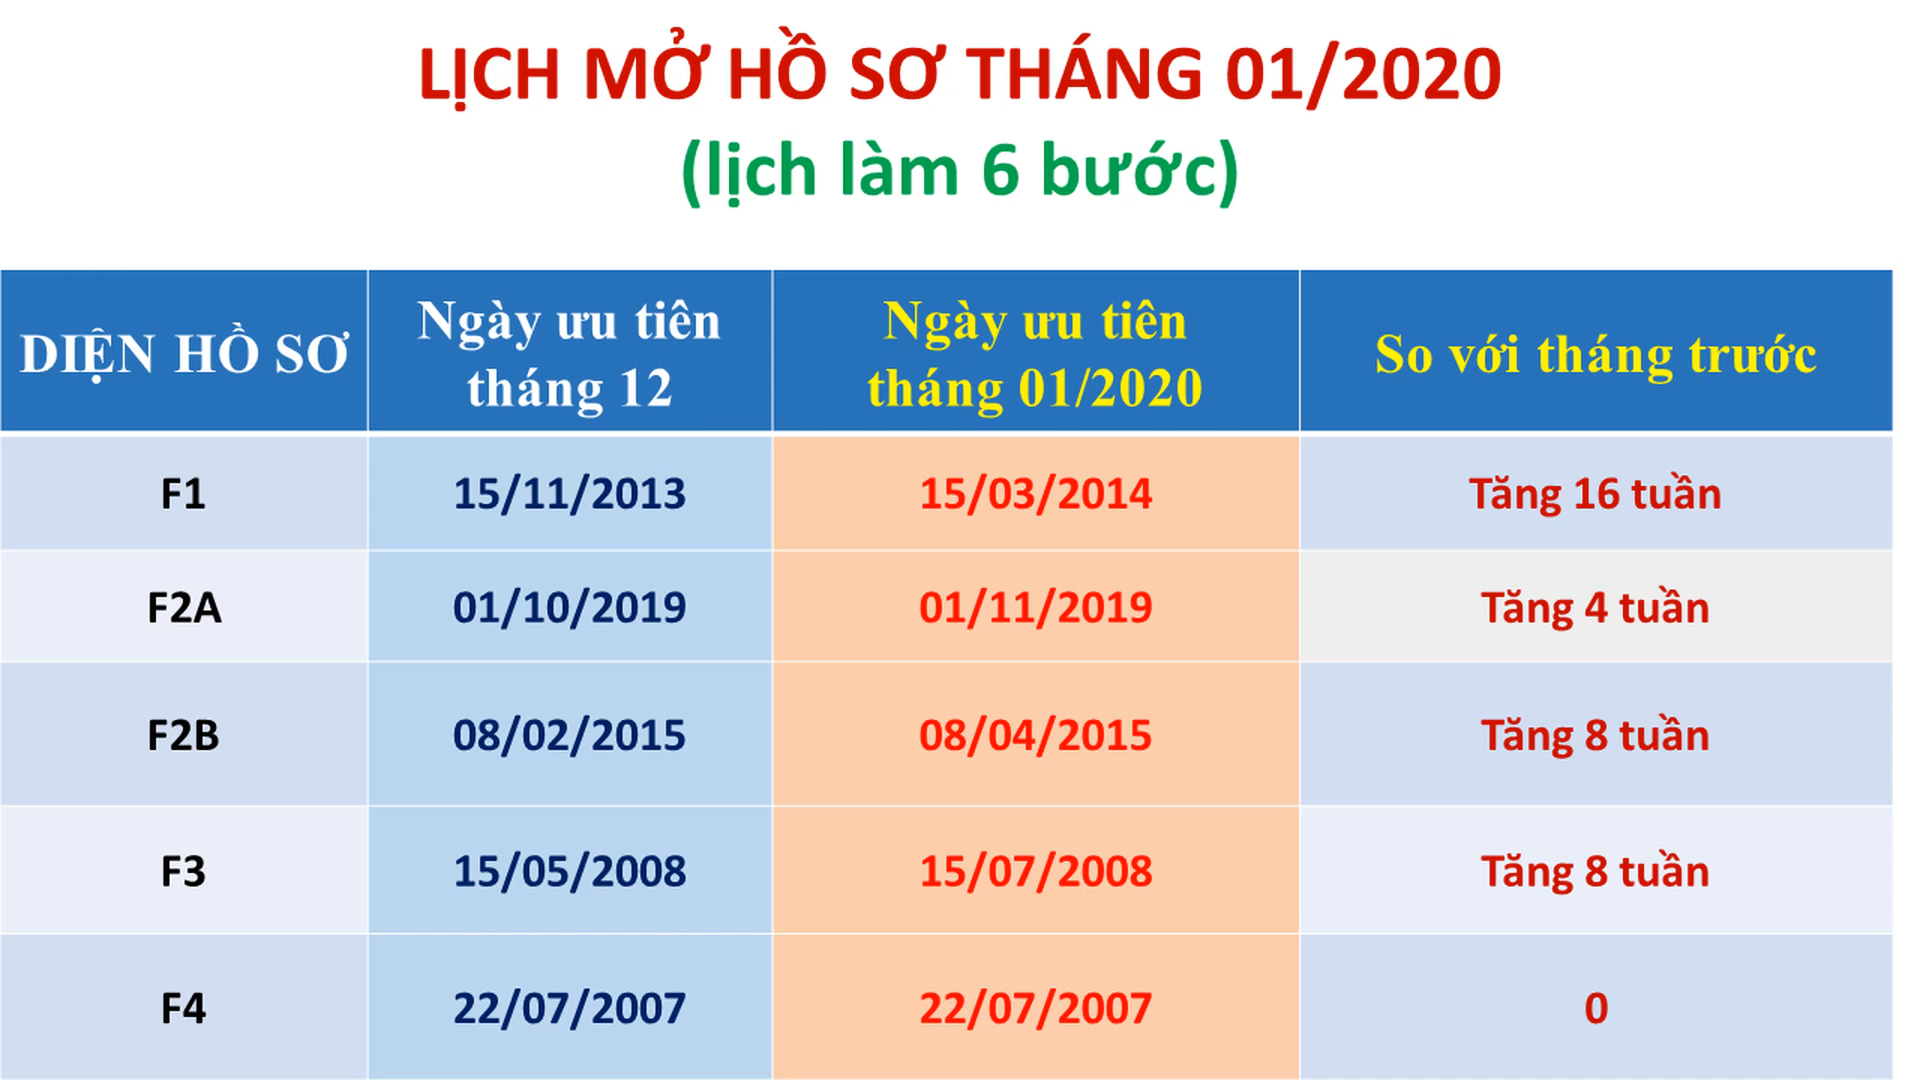 LỊCH MỞ HỒ SƠ THÁNG 01/2020
(lịch làm 6 bước)
DIỆN HỒ SƠ
Ngày ưu tiên
tháng 12
Ngày ưu tiên
tháng 01/2020
So với tháng trước
F1
15/11/2013
15/03/2014
Tăng 16 tuần
F2A
01/10/2019
01/11/2019
Tăng 4 tuần
F2B
08/02/2015
08/04/2015
Tăng 8 tuần
F3
15/05/2008
15/07/2008
Tăng 8 tuần
F4
22/07/2007
22/07/2007
0